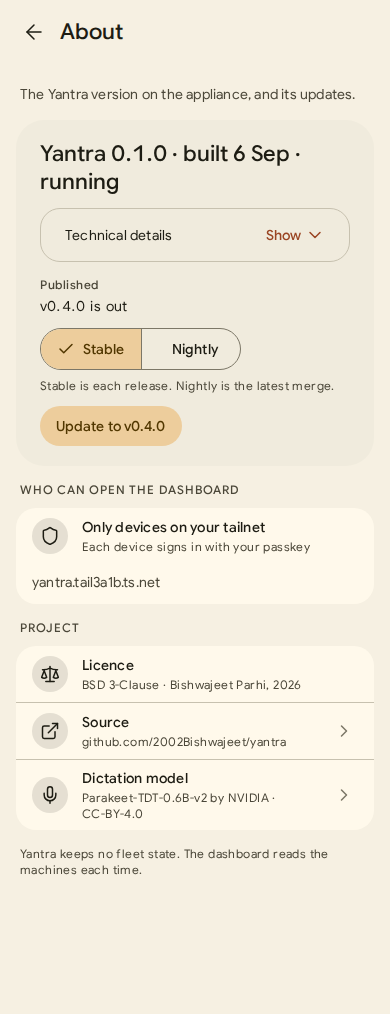 About
The Yantra version on the appliance, and its updates.
Yantra 0.1.0 · built 6 Sep ·
running
Technical details
Show
Published
v0.4.0 is out
Stable
Nightly
Stable is each release. Nightly is the latest merge.
Update to v0.4.0
WHO CAN OPEN THE DASHBOARD
Only devices on your tailnet
Each device signs in with your passkey
yantra.tail3a1b.ts.net
PROJECT
Licence
BSD 3-Clause · Bishwajeet Parhi, 2026
Source
github.com/2002Bishwajeet/yantra
Dictation model
Parakeet-TDT-0.6B-v2 by NVIDIA ·
CC-BY-4.0
Yantra keeps no fleet state. The dashboard reads the
machines each time.